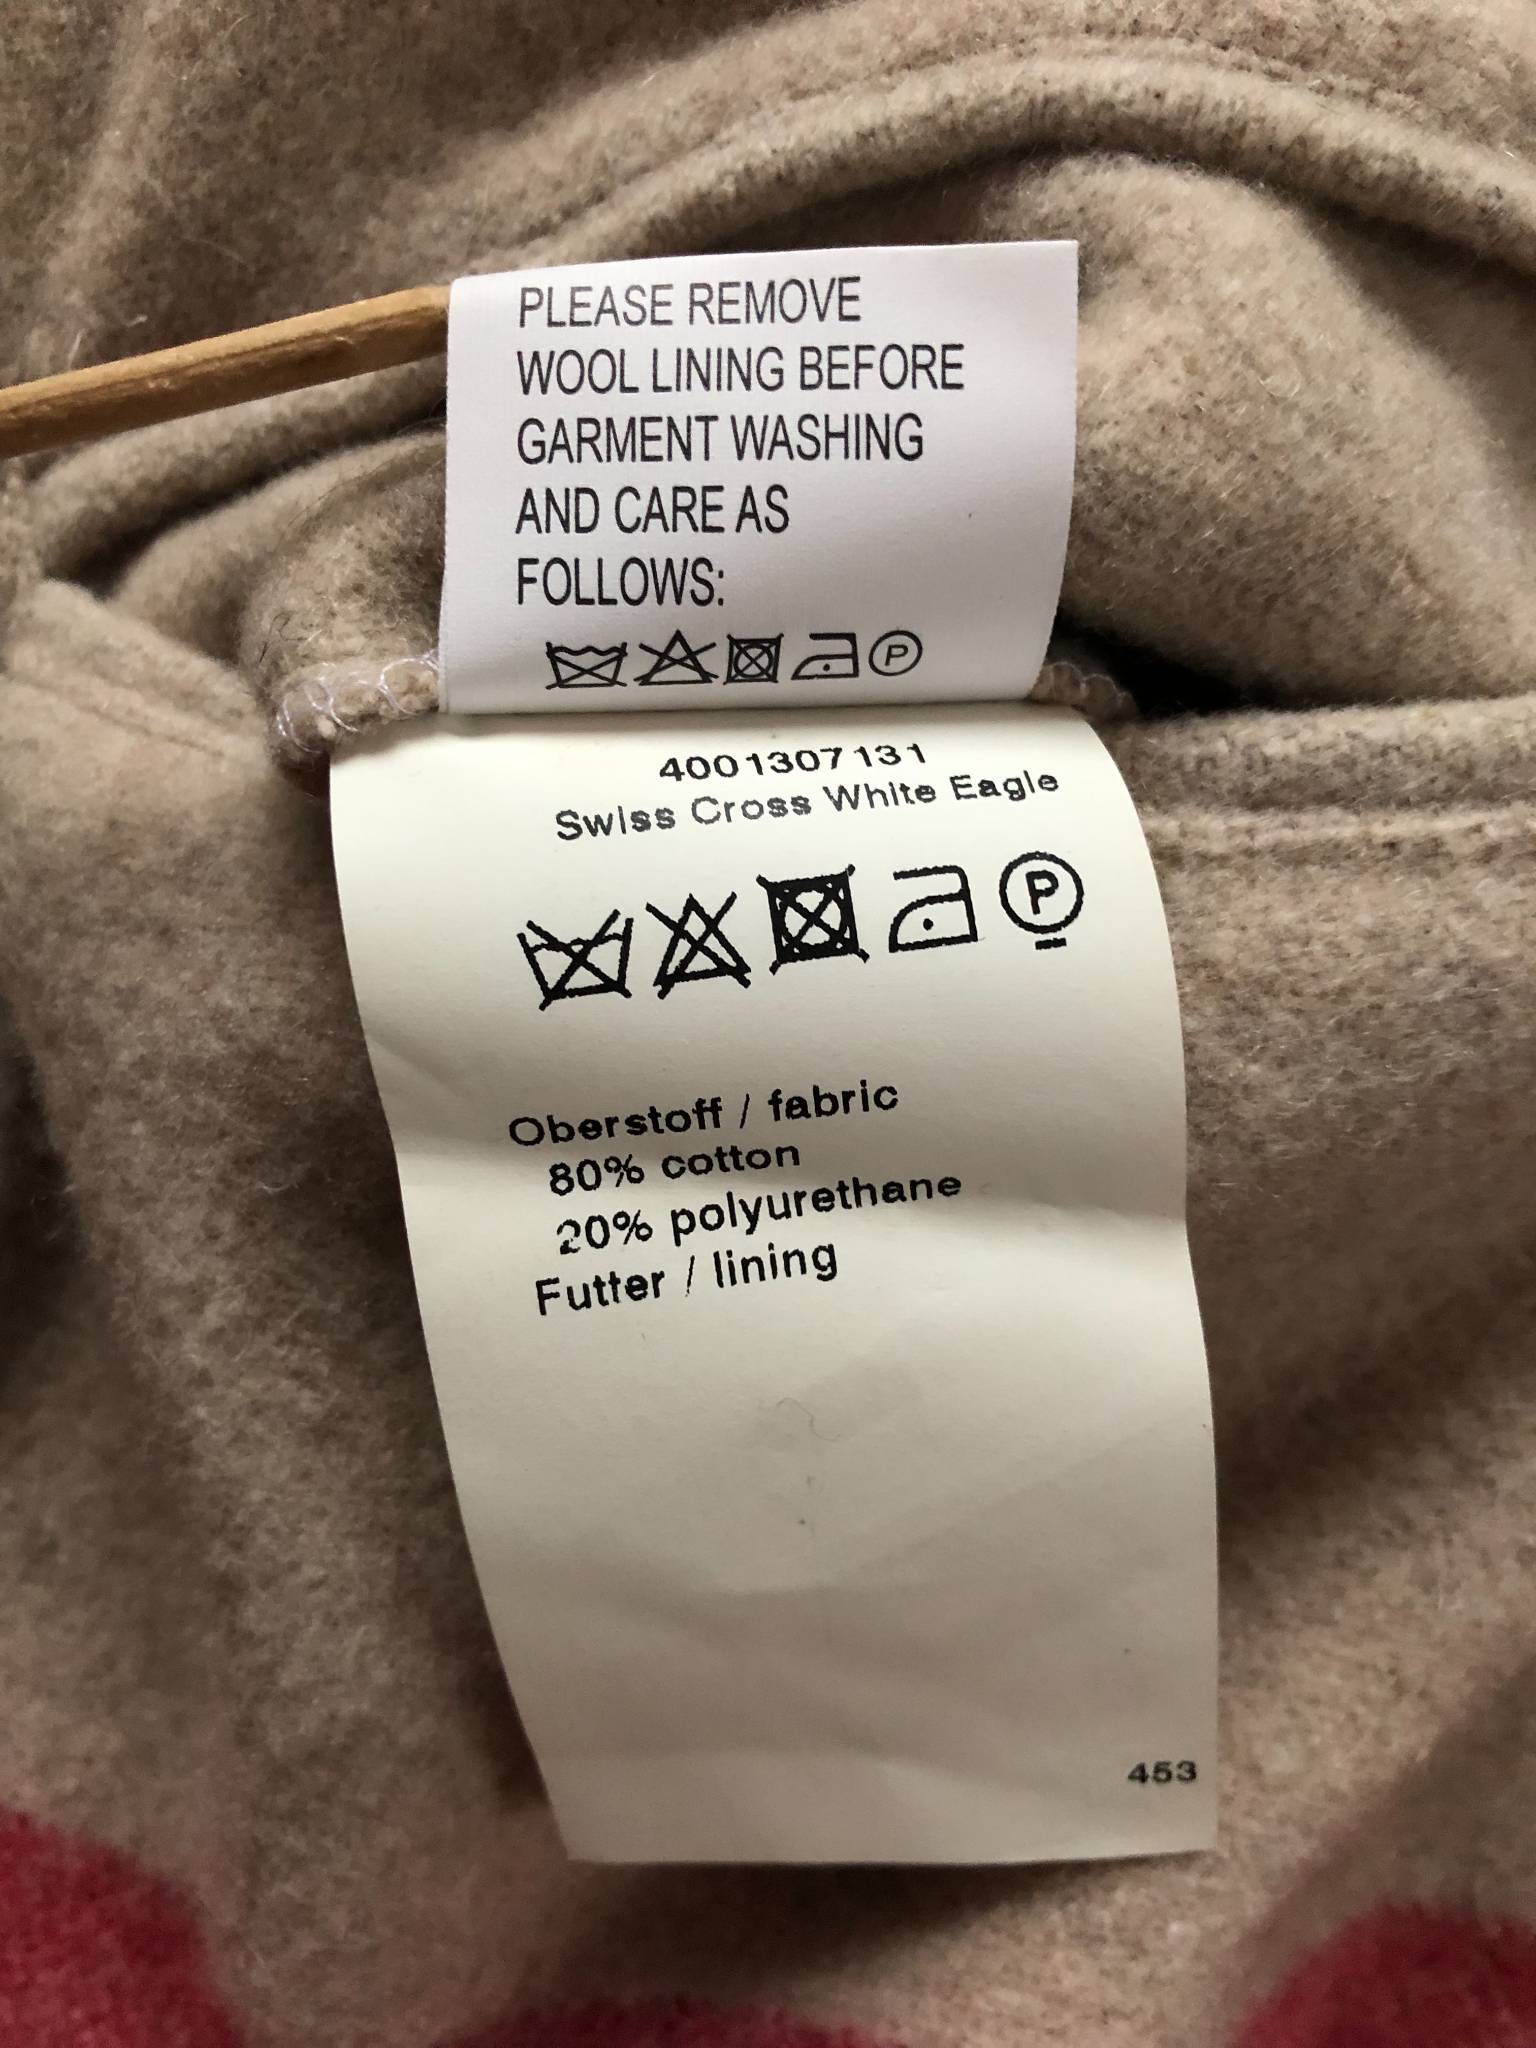 PLEASE REMOVE
WOOL LINING BEFORE
GARMENT WASHING
AND CARE AS
FOLLOWS:
P
4001307131
Swiss Cross White Eagle
P
Oberstoff / fabric
80% cotton
20% polyurethane
Futter / lining
453